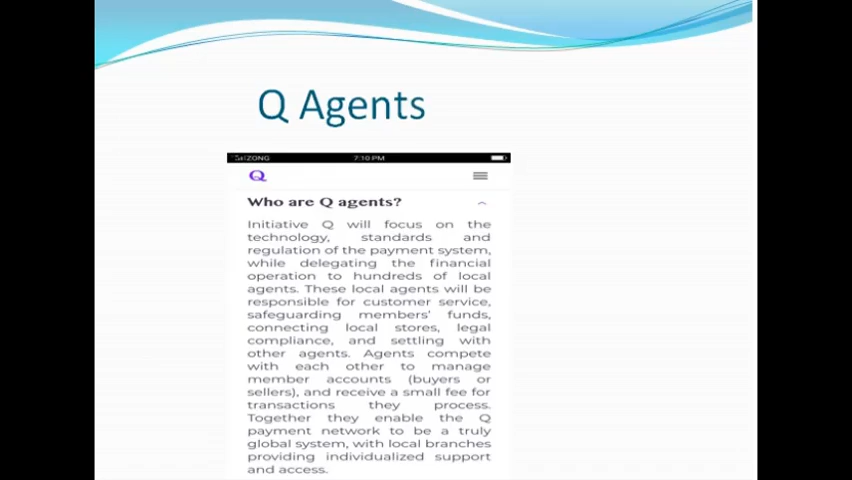 Q Agents
ZONG 7:10 PM
Q
Who are Q agents?
Initiative Q will focus on the
technology, standards and
regulation of the payment system,
while delegating the financial
operation to hundreds of local
agents. These local agents will be
responsible for customer service,
safeguarding members' funds,
connecting local stores, legal
compliance, and settling with
other agents. Agents compete
with each other to manage
member accounts (buyers or
sellers), and receive a small fee for
transactions they process.
Together they enable the Q
payment network to be a truly
global system, with local branches
providing individualized support
and access.